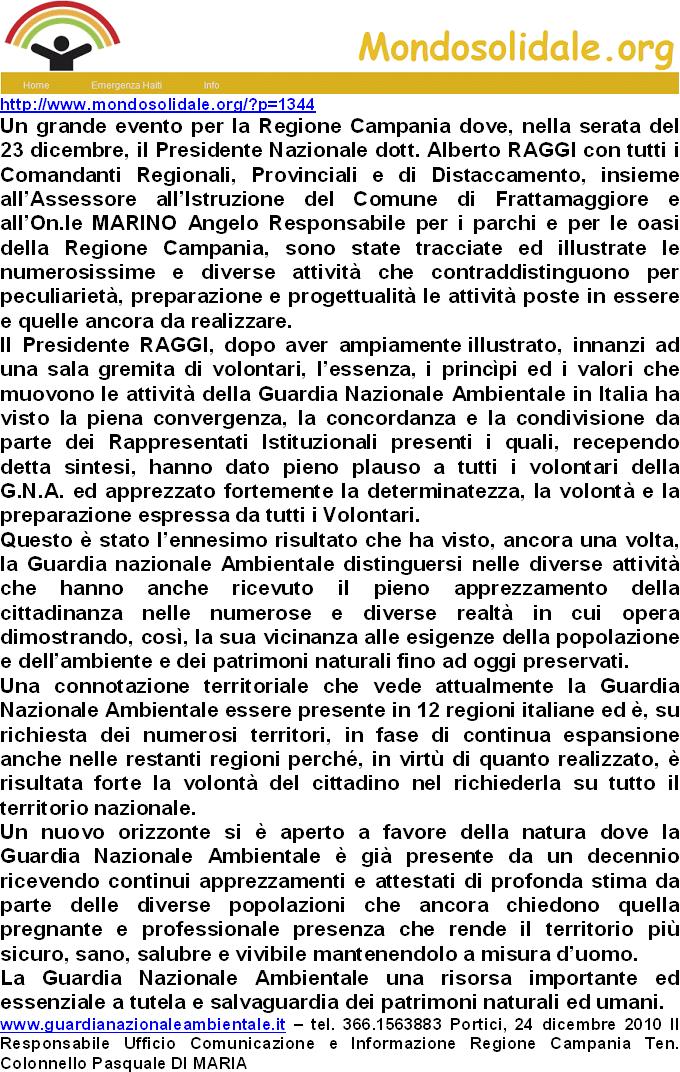 Mondosolidale.org
Home Emergenza Haiti Info
http://www.mondosolidale.org/?p=1344
Un grande evento per la Regione Campania dove, nella serata del
23 dicembre, il Presidente Nazionale dott. Alberto RAGGI con tutti i
Comandanti Regionali, Provinciali e di Distaccamento, insieme
all’Assessore all’Istruzione del Comune di Frattamaggiore e
all’On.le MARINO Angelo Responsabile per i parchi e per le oasi
della Regione Campania, sono state tracciate ed illustrate le
numerosissime e diverse attività che contraddistinguono per
peculiarietà, preparazione e progettualità le attività poste in essere
e quelle ancora da realizzare.
Il Presidente RAGGI, dopo aver ampiamente illustrato, innanzi ad
una sala gremita di volontari, l’essenza, i princìpi ed i valori che
muovono le attività della Guardia Nazionale Ambientale in Italia ha
visto la piena convergenza, la concordanza e la condivisione da
parte dei Rappresentati Istituzionali presenti i quali, recependo
detta sintesi, hanno dato pieno plauso a tutti i volontari della
G.N.A. ed apprezzato fortemente la determinatezza, la volontà e la
preparazione espressa da tutti i Volontari.
Questo è stato l’ennesimo risultato che ha visto, ancora una volta,
la Guardia nazionale Ambientale distinguersi nelle diverse attività
che hanno anche ricevuto il pieno apprezzamento della
cittadinanza nelle numerose e diverse realtà in cui opera
dimostrando, così, la sua vicinanza alle esigenze della popolazione
e dell’ambiente e dei patrimoni naturali fino ad oggi preservati.
Una connotazione territoriale che vede attualmente la Guardia
Nazionale Ambientale essere presente in 12 regioni italiane ed è, su
richiesta dei numerosi territori, in fase di continua espansione
anche nelle restanti regioni perché, in virtù di quanto realizzato, è
risultata forte la volontà del cittadino nel richiederla su tutto il
territorio nazionale.
Un nuovo orizzonte si è aperto a favore della natura dove la
Guardia Nazionale Ambientale è già presente da un decennio
ricevendo continui apprezzamenti e attestati di profonda stima da
parte delle diverse popolazioni che ancora chiedono quella
pregnante e professionale presenza che rende il territorio più
sicuro, sano, salubre e vivibile mantenendolo a misura d’uomo.
La Guardia Nazionale Ambientale una risorsa importante ed
essenziale a tutela e salvaguardia dei patrimoni naturali ed umani.
www.guardianazionaleambientale.it – tel. 366.1563883 Portici, 24 dicembre 2010 Il
Responsabile Ufficio Comunicazione e Informazione Regione Campania Ten.
Colonnello Pasquale DI MARIA